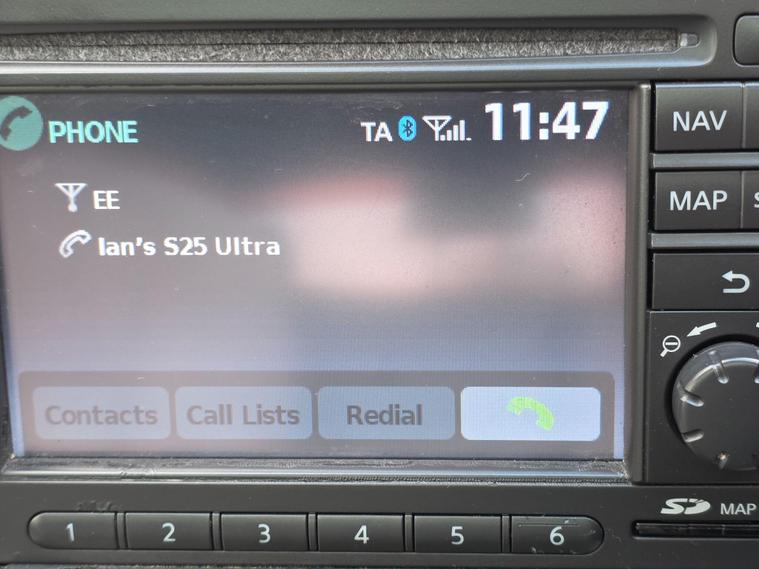 PHONE TA 11:47
NAV
EE
MAP
Ian's S25 Ultra
Contacts Call Lists Redial
SD MAP
1 2 3 4 5 6